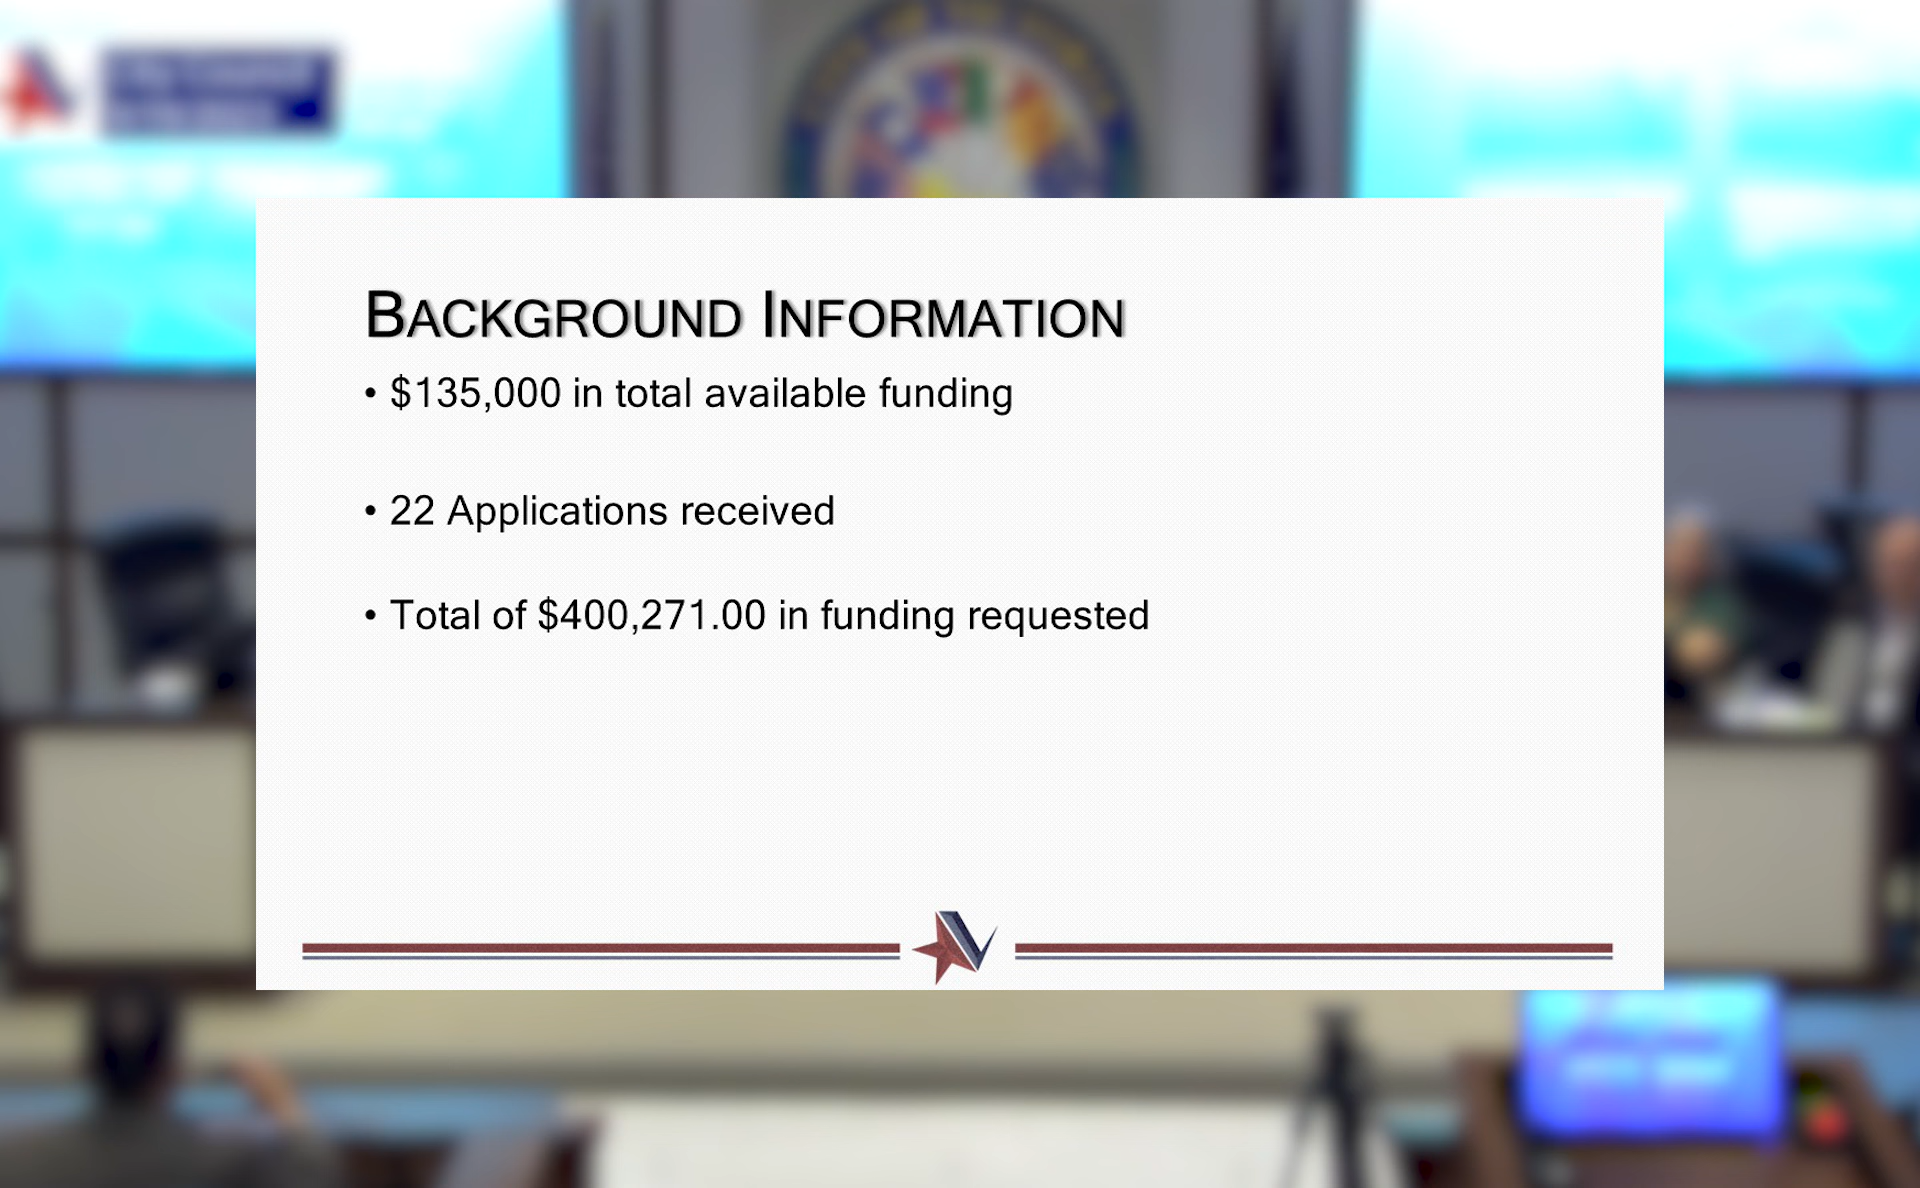 Background Information
• $135,000 in total available funding
• 22 Applications received
• Total of $400,271.00 in funding requested